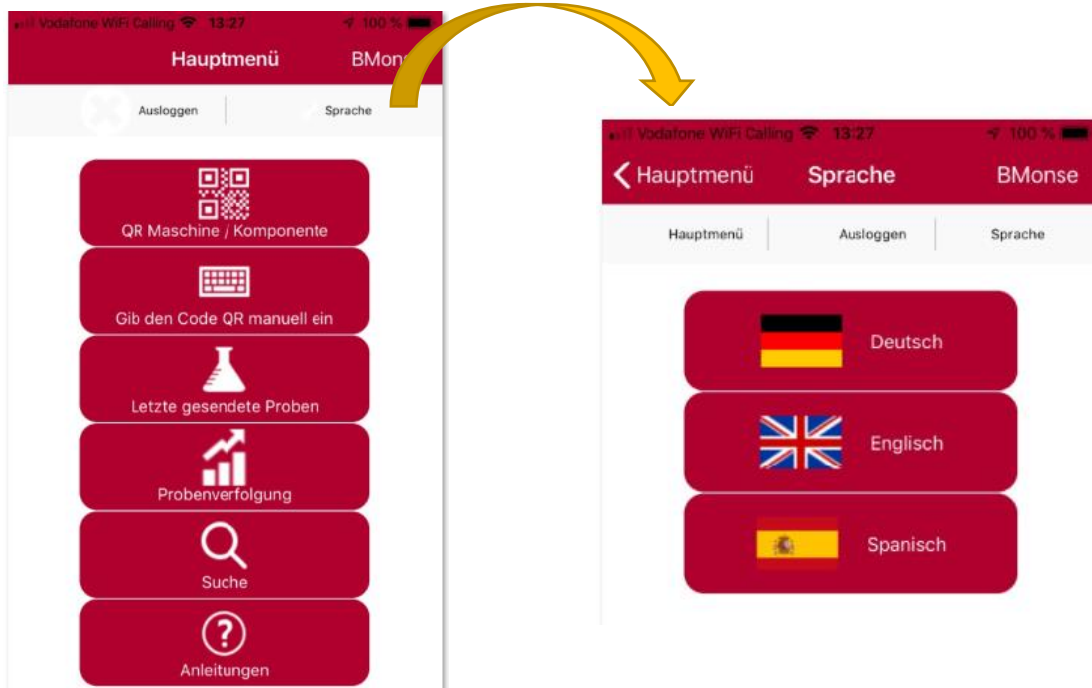 Vodafone WiFi Calling 13:27 100 %
Hauptmenü BMons
Ausloggen Sprache
QR Maschine / Komponente
Gib den Code QR manuell ein
Letzte gesendete Proben
Probenverfolgung
Suche
Anleitungen
Vodafone WiFi Calling 13:27 100 %
Hauptmenü Sprache BMonse
Hauptmenü Ausloggen Sprache
Deutsch
Englisch
Spanisch